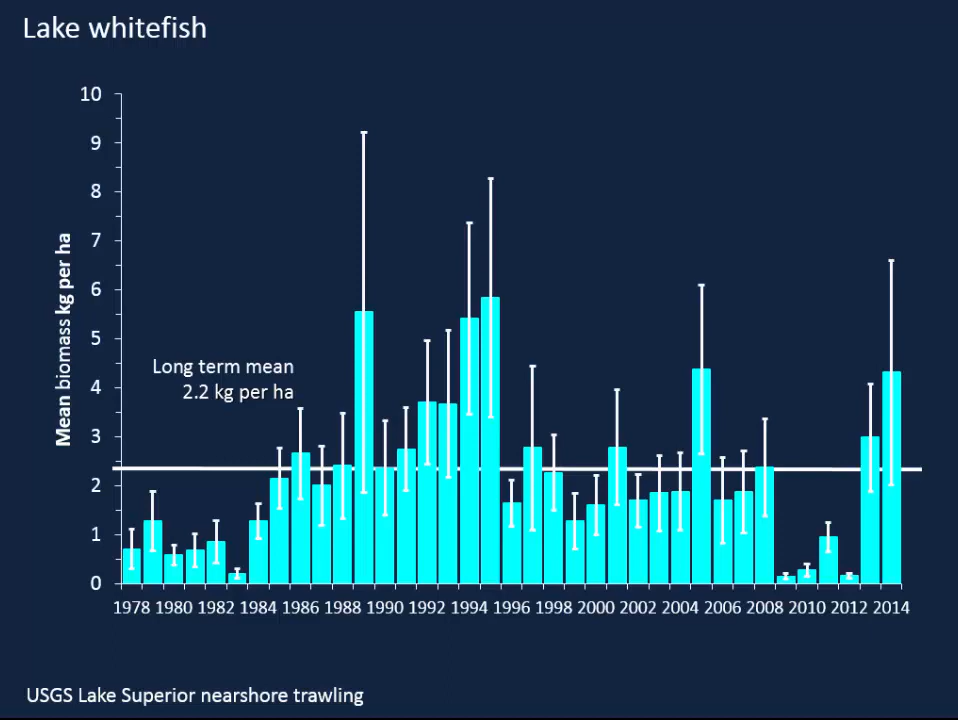 Lake whitefish
10
9
8
7
6
5
4
3
2
1
0
Mean biomass kg per ha
Long term mean
2.2 kg per ha
1978 1980 1982 1984 1986 1988 1990 1992 1994 1996 1998 2000 2002 2004 2006 2008 2010 2012 2014
USGS Lake Superior nearshore trawling